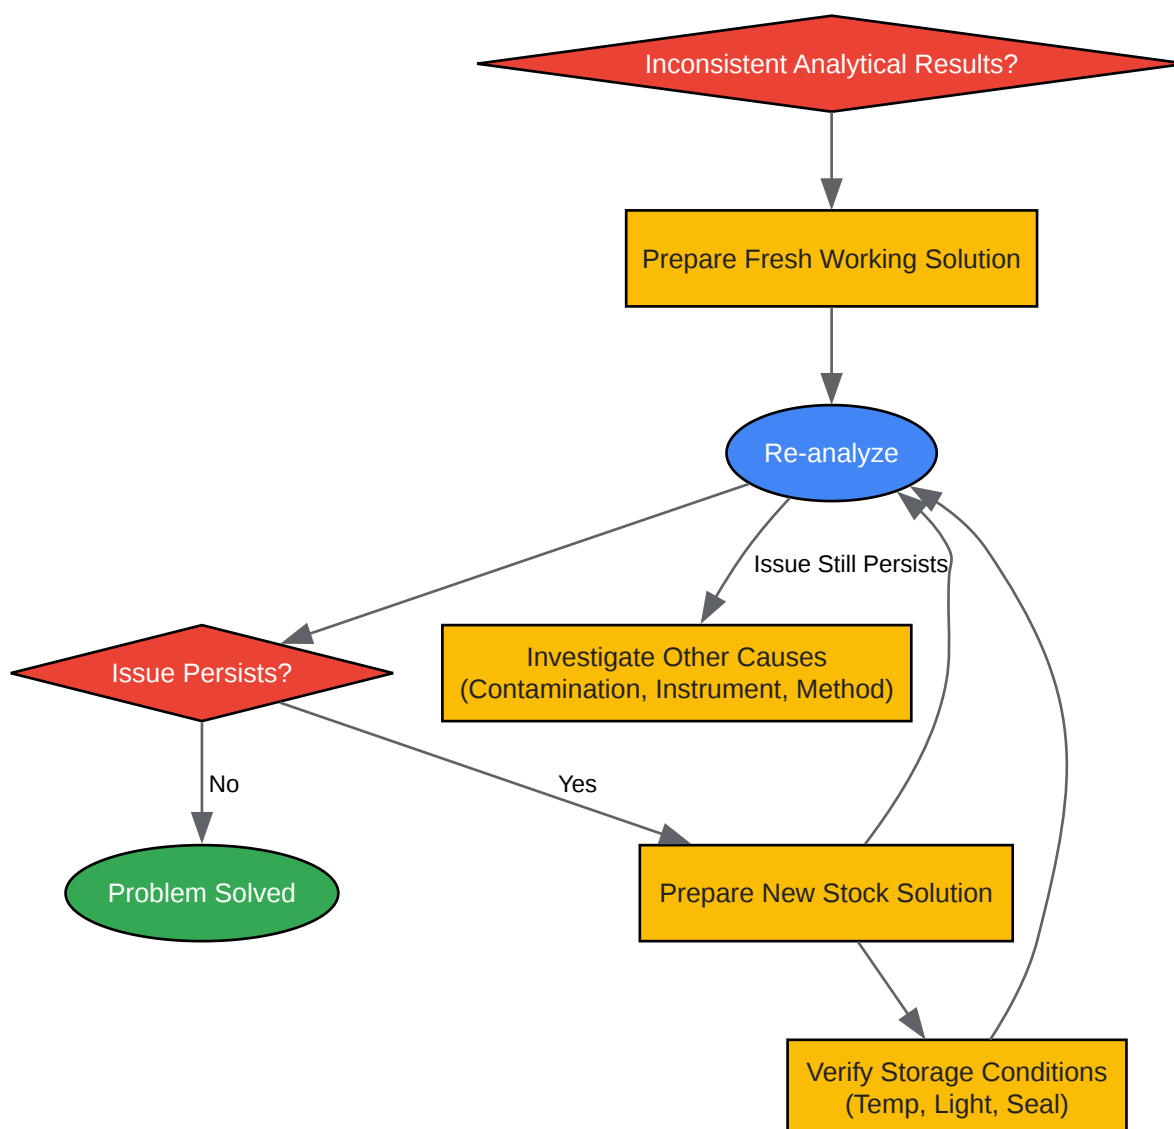 Inconsistent Analytical Results?
Prepare Fresh Working Solution
Re-analyze
Issue Still Persists
Issue Persists?
Investigate Other Causes
(Contamination, Instrument, Method)
No
Yes
Problem Solved
Prepare New Stock Solution
Verify Storage Conditions
(Temp, Light, Seal)